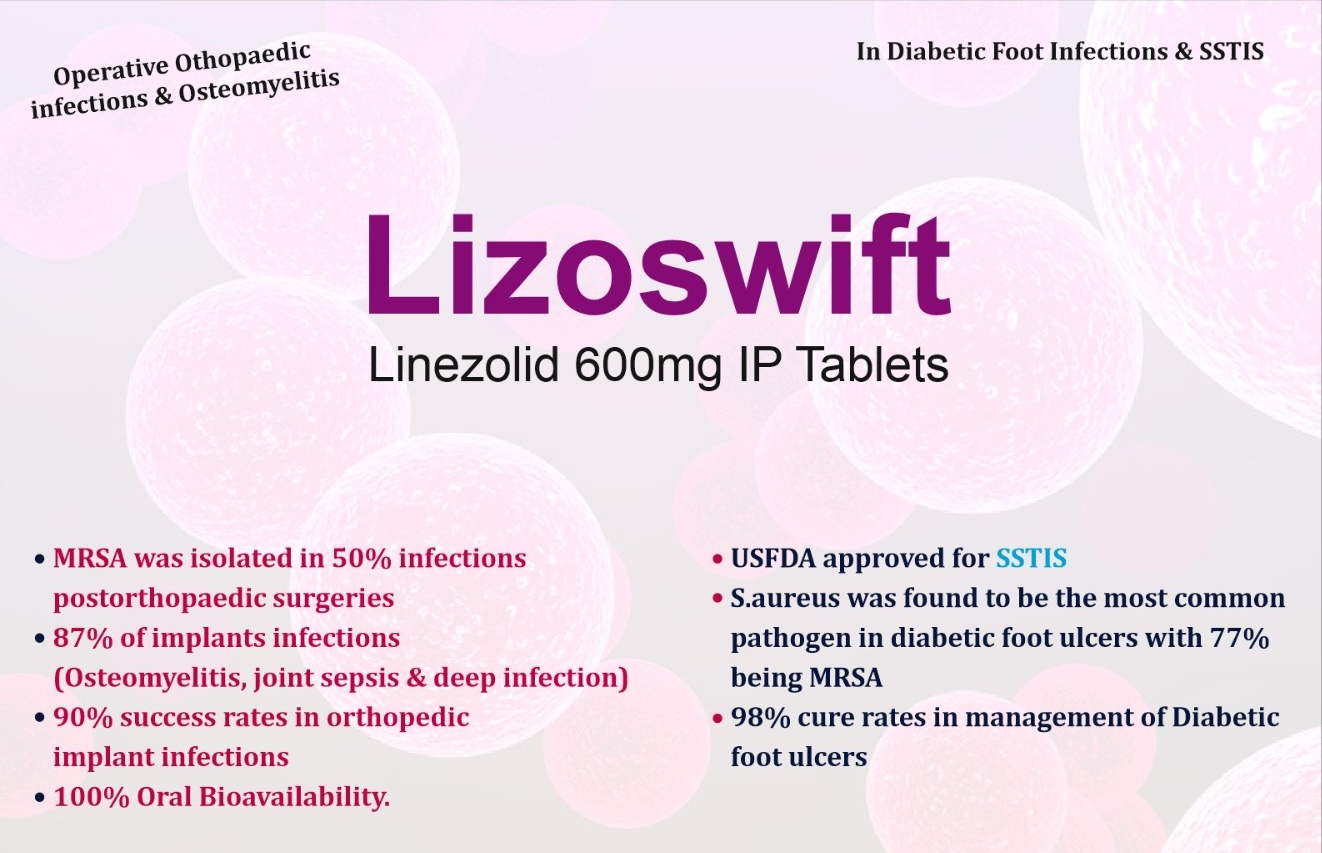 Operative Othopaedic
infections & Osteomyelitis
In Diabetic Foot Infections & SSTIS
Lizoswift
Linezolid 600mg IP Tablets
• MRSA was isolated in 50% infections
postorthopaedic surgeries
• 87% of implants infections
(Osteomyelitis, joint sepsis & deep infection)
• 90% success rates in orthopedic
implant infections
• 100% Oral Bioavailability.
• USFDA approved for SSTIS
• S.aureus was found to be the most common
pathogen in diabetic foot ulcers with 77%
being MRSA
• 98% cure rates in management of Diabetic
foot ulcers